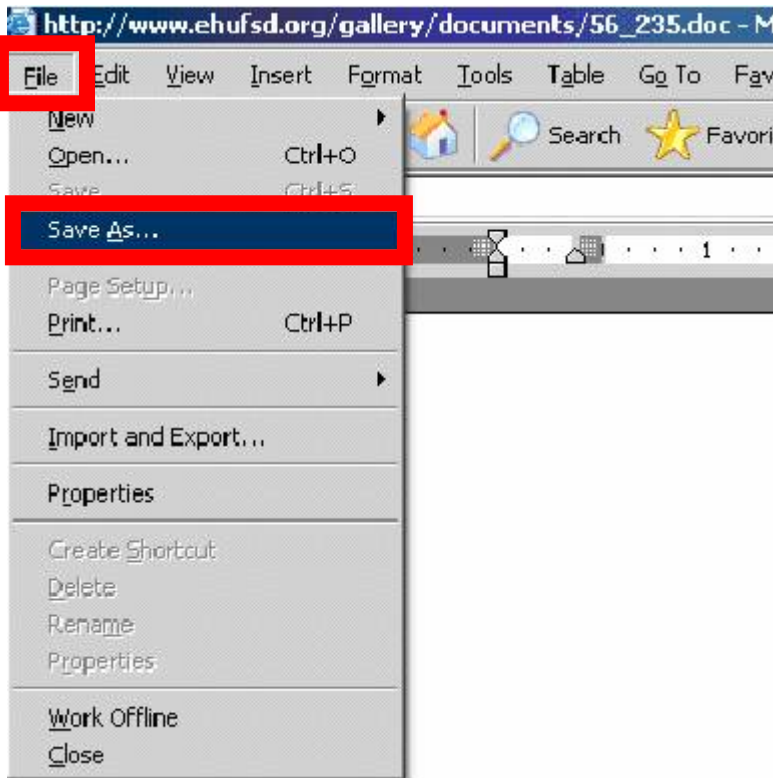 http://www.ehufsd.org/gallery/documents/56_235.doc - M
File Edit View Insert Format Tools Table Go To Fav
New
Search Favori
Open... Ctrl+O
Save Ctrl+S
Save As...
1
Page Setup...
Print... Ctrl+P
Send
Import and Export...
Properties
Create Shortcut
Delete
Rename
Properties
Work Offline
Close